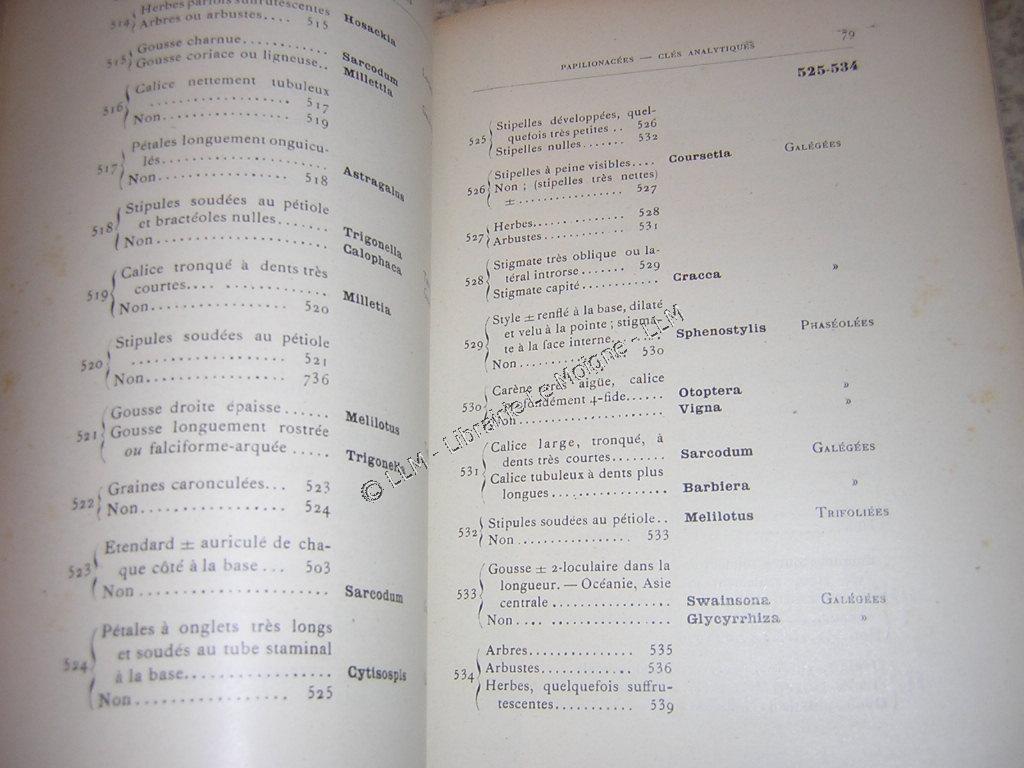 514 Herbes parfois suffrutescentes ..
Arbres ou arbustes .... 515 Hosackia
515 Gousse charnue........... Sarcodum
Gousse coriace ou ligneuse.. Millettia
516 Calice nettement tubuleux
................... 517
Non................. 519
517 Pétales longuement onguicu-
lés....................... Astragalus
Non................ 518
518 Stipules soudées au pétiole
et bractéoles nulles....... Trigonella
Non...................... Calophaca
519 Calice tronqué à dents très
courtes.... .............. Milletia
Non................. 520
520 Stipules soudées au pétiole
................... 521
Non................. 736
521 Gousse droite épaisse...... Melilotus
Gousse longuement rostrée
ou falciforme-arquée ..... Trigonella
522 Graines caronculées... 523
Non................. 524
523 Etendard ± auriculé de cha-
que côté à la base... 503
Non...................... Sarcodum
524 Pétales à onglets très longs
et soudés au tube staminal
à la base................. Cytisospis
Non................. 525
PAPILIONACÉES — CLÉS ANALYTIQUES 79
525-534
525 Stipelles développées, quel-
quefois très petites .. 526
Stipelles nulles....... 532
526 Stipelles à peine visibles.... Coursetia GALÉGÉES
Non ; (stipelles très nettes)
± ................ 527
527 Herbes.............. 528
Arbustes ............ 531
528 Stigmate très oblique ou la-
téral introrse ....... 529 »
Stigmate capité............ Cracca
529 Style ± renflé à la base, dilaté
et velu à la pointe ; stigma-
te à la face interne........ Sphenostylis PHASÉOLÉES
Non................. 530
530 Carène très aigüe, calice
profondément 4-fide...... Otoptera »
Non...................... Vigna »
531 Calice large, tronqué, à
dents très courtes........ Sarcodum GALÉGÉES
Calice tubuleux à dents plus
longues .................. Barbiera »
532 Stipules soudées au pétiole.. Melilotus TRIFOLIÉES
Non ................ 533
533 Gousse ± 2-loculaire dans la
longueur. — Océanie, Asie
centrale ................. Swainsona GALÉGÉES
Non.... ................. Glycyrrhiza »
534 Arbres.............. 535
Arbustes............ 536
Herbes, quelquefois suffru-
tescentes........... 539
© LLM - Librairie Le Moigne - LLM